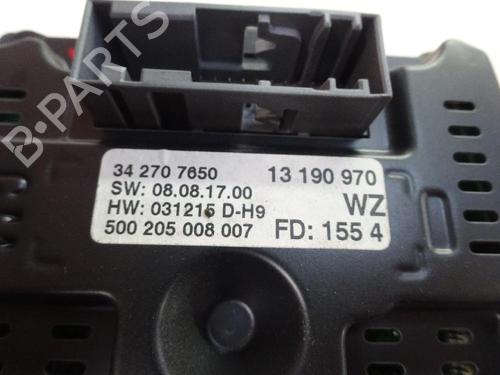 B-PARTS
34 270 7650 13 190 970
SW: 08.08.17.00 WZ
HW: 031215 D-H9
500 205 008 007 FD: 155 4